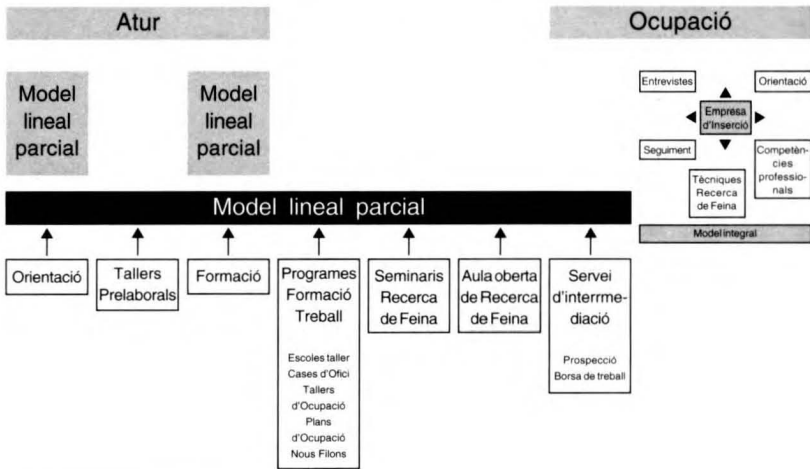 Atur
Ocupació
Model
lineal
parcial
Model
lineal
parcial
Entrevistes
Orientació
Empresa
d'Inserció
Seguiment
Competèn-
cies
professio-
nals
Tècniques
Recerca
de Feina
Model integral
Model lineal parcial
Orientació
Tallers
Prelaborals
Formació
Programes
Formació
Treball
Escoles taller
Cases d'Ofici
Tallers
d'Ocupació
Plans
d'Ocupació
Nous Filons
Seminaris
Recerca
de Feina
Aula oberta
de Recerca
de Feina
Servei
d'interrme-
diació
Prospecció
Borsa de treball